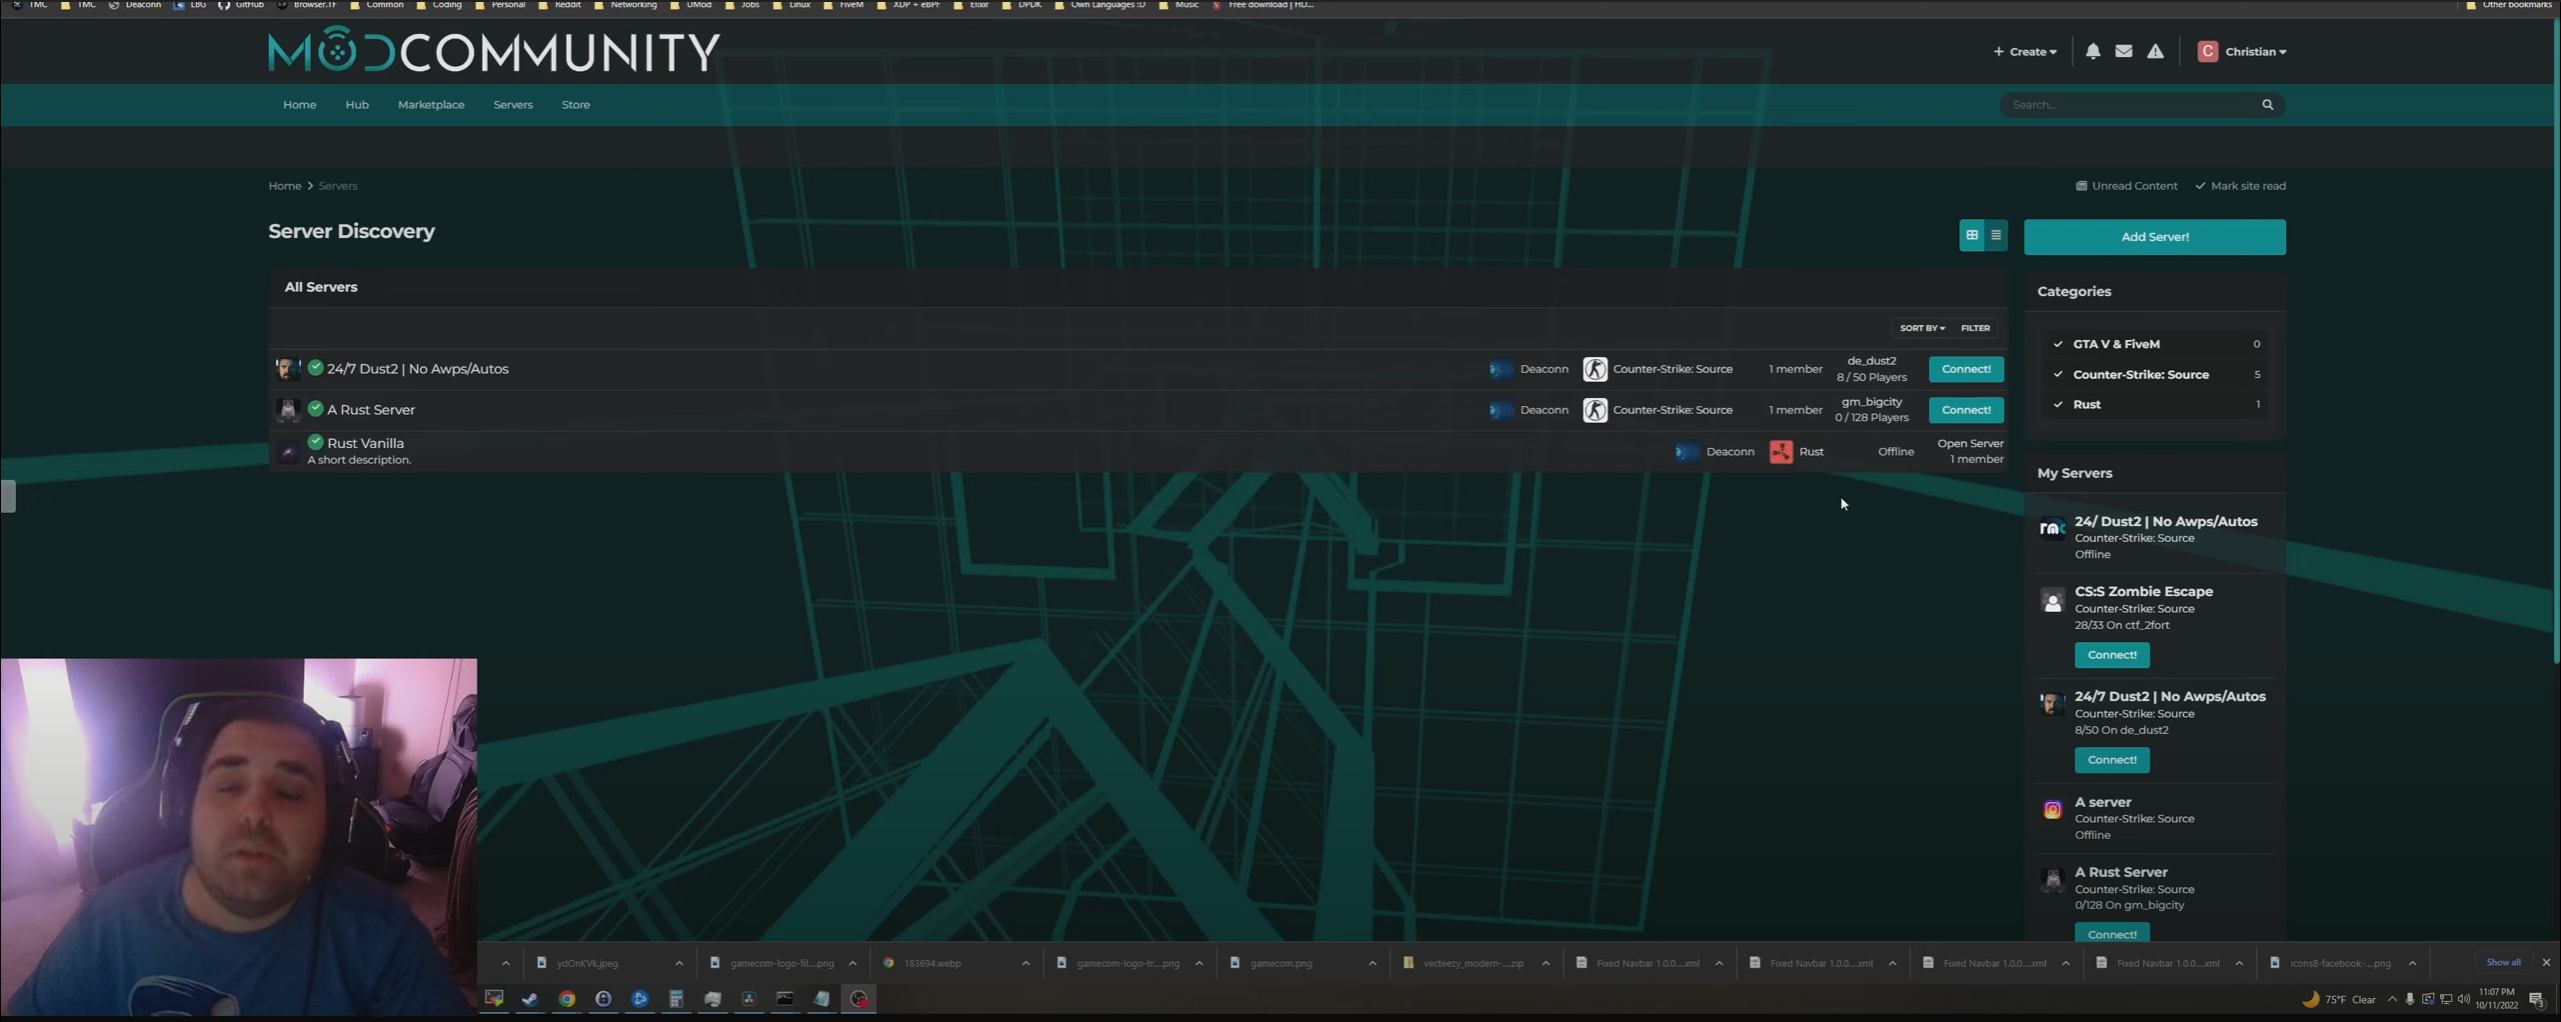 TMC TMC Deaconn LBG GitHub Browser.TF Common Coding Personal Reddit Networking UMod Jobs Linux FiveM XDP + eBPF Elixir DPDK Own Languages :D Music Free download | HD... Other bookmarks
MODCOMMUNITY
+ Create
C Christian
Home Hub Marketplace Servers Store
Search...
Home > Servers
Unread Content Mark site read
Server Discovery
Add Server!
All Servers
SORT BY FILTER
24/7 Dust2 | No Awps/Autos
Deaconn Counter-Strike: Source 1 member
de_dust2
8 / 50 Players
Connect!
A Rust Server
Deaconn Counter-Strike: Source 1 member
gm_bigcity
0 / 128 Players
Connect!
Rust Vanilla
A short description.
Deaconn Rust Offline
Open Server
1 member
Categories
GTA V & FiveM 0
Counter-Strike: Source 5
Rust 1
My Servers
24/ Dust2 | No Awps/Autos
Counter-Strike: Source
Offline
CS:S Zombie Escape
Counter-Strike: Source
28/33 On ctf_2fort
Connect!
24/7 Dust2 | No Awps/Autos
Counter-Strike: Source
8/50 On de_dust2
Connect!
A server
Counter-Strike: Source
Offline
A Rust Server
Counter-Strike: Source
0/128 On gm_bigcity
Connect!
ydOnKVk.jpeg gamecom-logo-fil....png 183694.webp gamecom-logo-tr....png gamecom.png vecteezy_modern-....zip Fixed Navbar 1.0.0....xml Fixed Navbar 1.0.0....xml Fixed Navbar 1.0.0....xml Fixed Navbar 1.0.0....xml icons8-facebook-....png Show all
75°F Clear
11:07 PM
10/11/2022
3